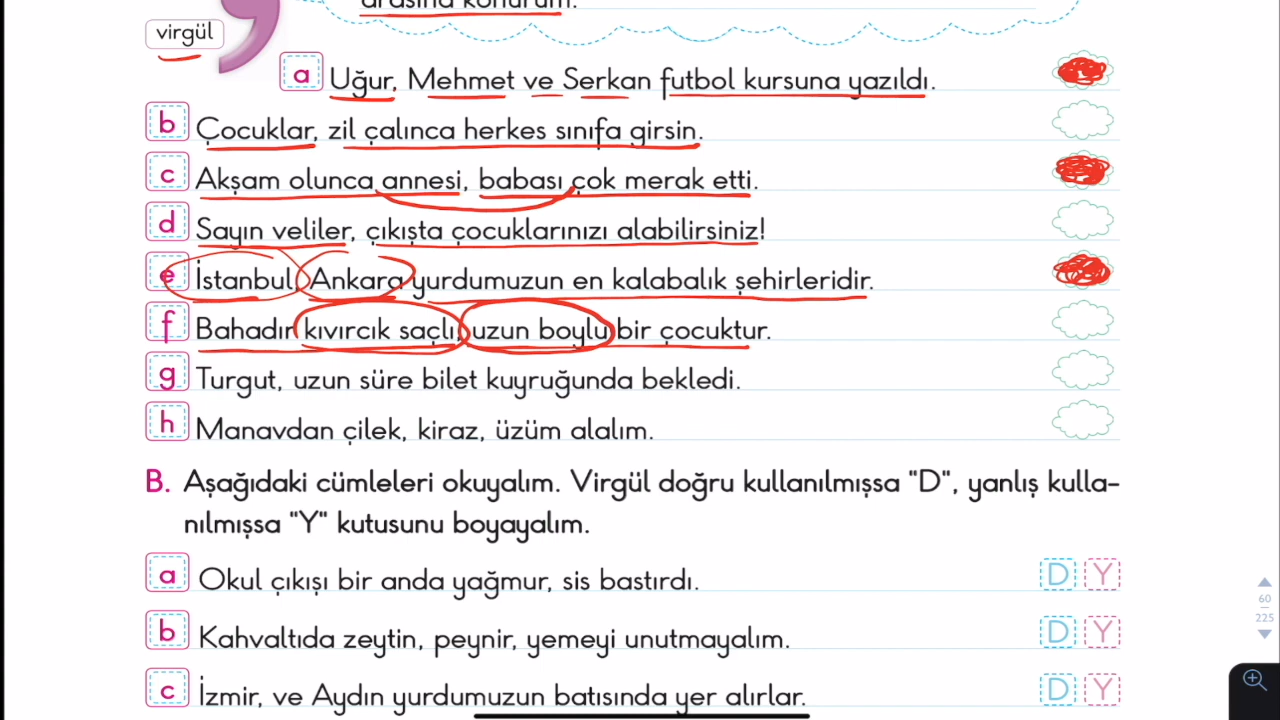 arasına konurum.
virgül
a Uğur, Mehmet ve Serkan futbol kursuna yazıldı.
b Çocuklar, zil çalınca herkes sınıfa girsin.
c Akşam olunca annesi, babası çok merak etti.
d Sayın veliler, çıkışta çocuklarınızı alabilirsiniz!
e İstanbul, Ankara yurdumuzun en kalabalık şehirleridir.
f Bahadır kıvırcık saçlı, uzun boylu bir çocuktur.
g Turgut, uzun süre bilet kuyruğunda bekledi.
h Manavdan çilek, kiraz, üzüm alalım.
B. Aşağıdaki cümleleri okuyalım. Virgül doğru kullanılmışsa "D", yanlış kulla-
nılmışsa "Y" kutusunu boyayalım.
a Okul çıkışı bir anda yağmur, sis bastırdı. D Y
b Kahvaltıda zeytin, peynir, yemeyi unutmayalım. D Y
c İzmir, ve Aydın yurdumuzun batısında yer alırlar. D Y
60
225